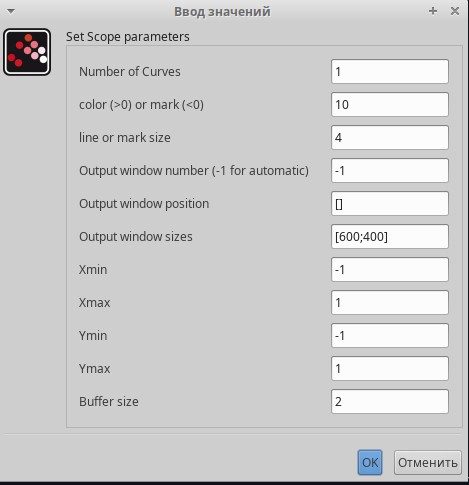 Ввод значений
Set Scope parameters
Number of Curves 1
color (>0) or mark (<0) 10
line or mark size 4
Output window number (-1 for automatic) -1
Output window position []
Output window sizes [600;400]
Xmin -1
Xmax 1
Ymin -1
Ymax 1
Buffer size 2
OK Отменить